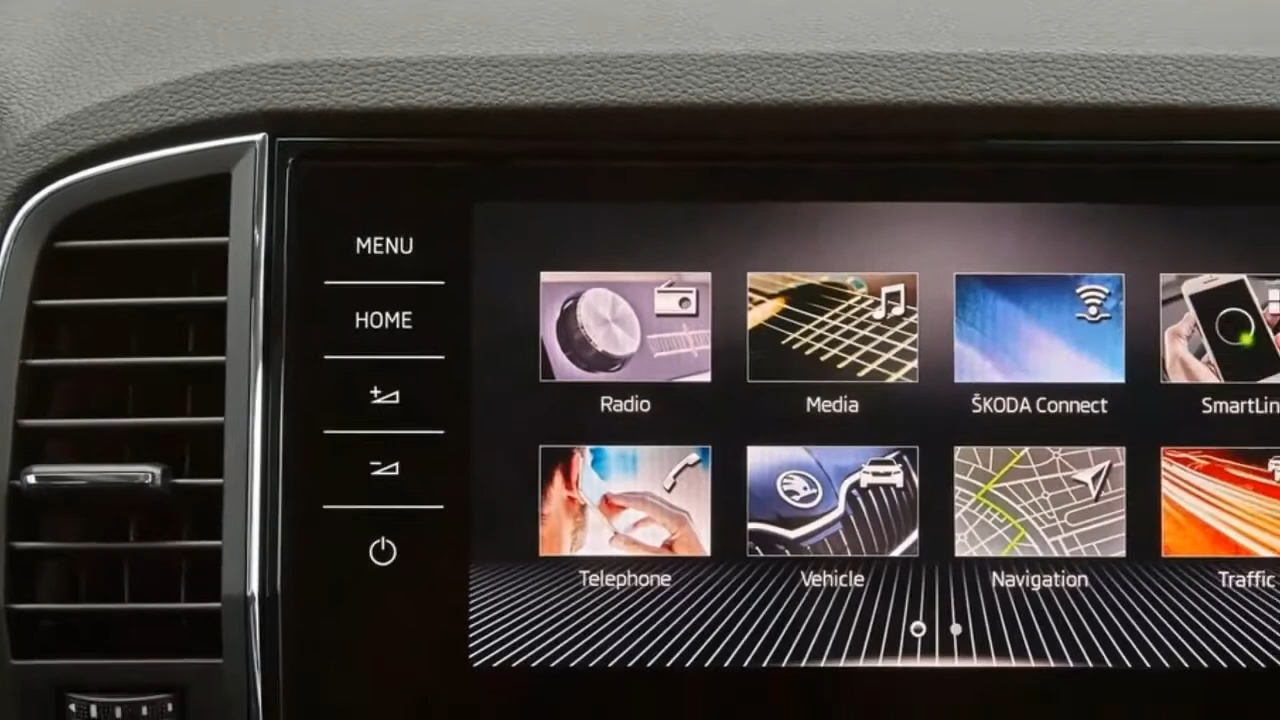 MENU
HOME
Radio
Media
ŠKODA Connect
SmartLin
Telephone
Vehicle
Navigation
Traffic